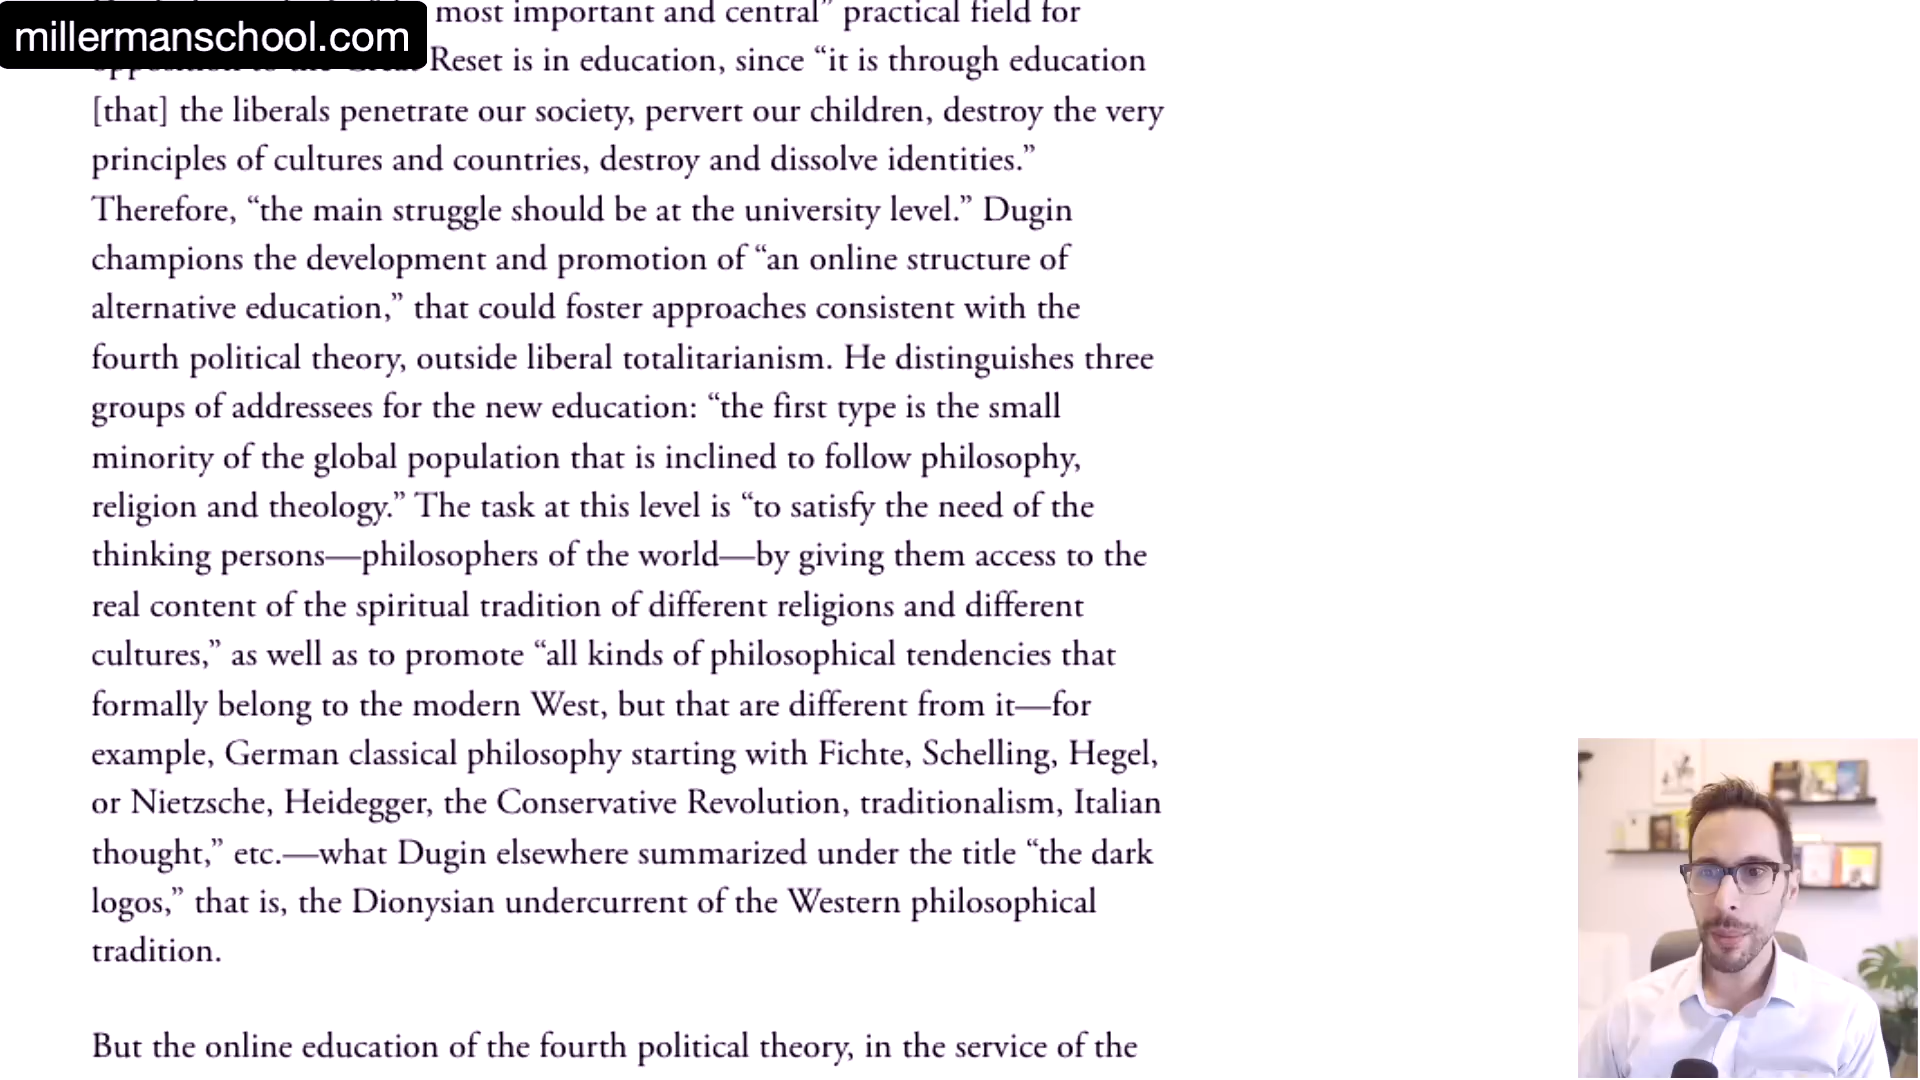 millermanschool.com
most important and central” practical field for
Reset is in education, since “it is through education
[that] the liberals penetrate our society, pervert our children, destroy the very
principles of cultures and countries, destroy and dissolve identities.”
Therefore, “the main struggle should be at the university level.” Dugin
champions the development and promotion of “an online structure of
alternative education,” that could foster approaches consistent with the
fourth political theory, outside liberal totalitarianism. He distinguishes three
groups of addressees for the new education: “the first type is the small
minority of the global population that is inclined to follow philosophy,
religion and theology.” The task at this level is “to satisfy the need of the
thinking persons—philosophers of the world—by giving them access to the
real content of the spiritual tradition of different religions and different
cultures,” as well as to promote “all kinds of philosophical tendencies that
formally belong to the modern West, but that are different from it—for
example, German classical philosophy starting with Fichte, Schelling, Hegel,
or Nietzsche, Heidegger, the Conservative Revolution, traditionalism, Italian
thought,” etc.—what Dugin elsewhere summarized under the title “the dark
logos,” that is, the Dionysian undercurrent of the Western philosophical
tradition.
But the online education of the fourth political theory, in the service of the